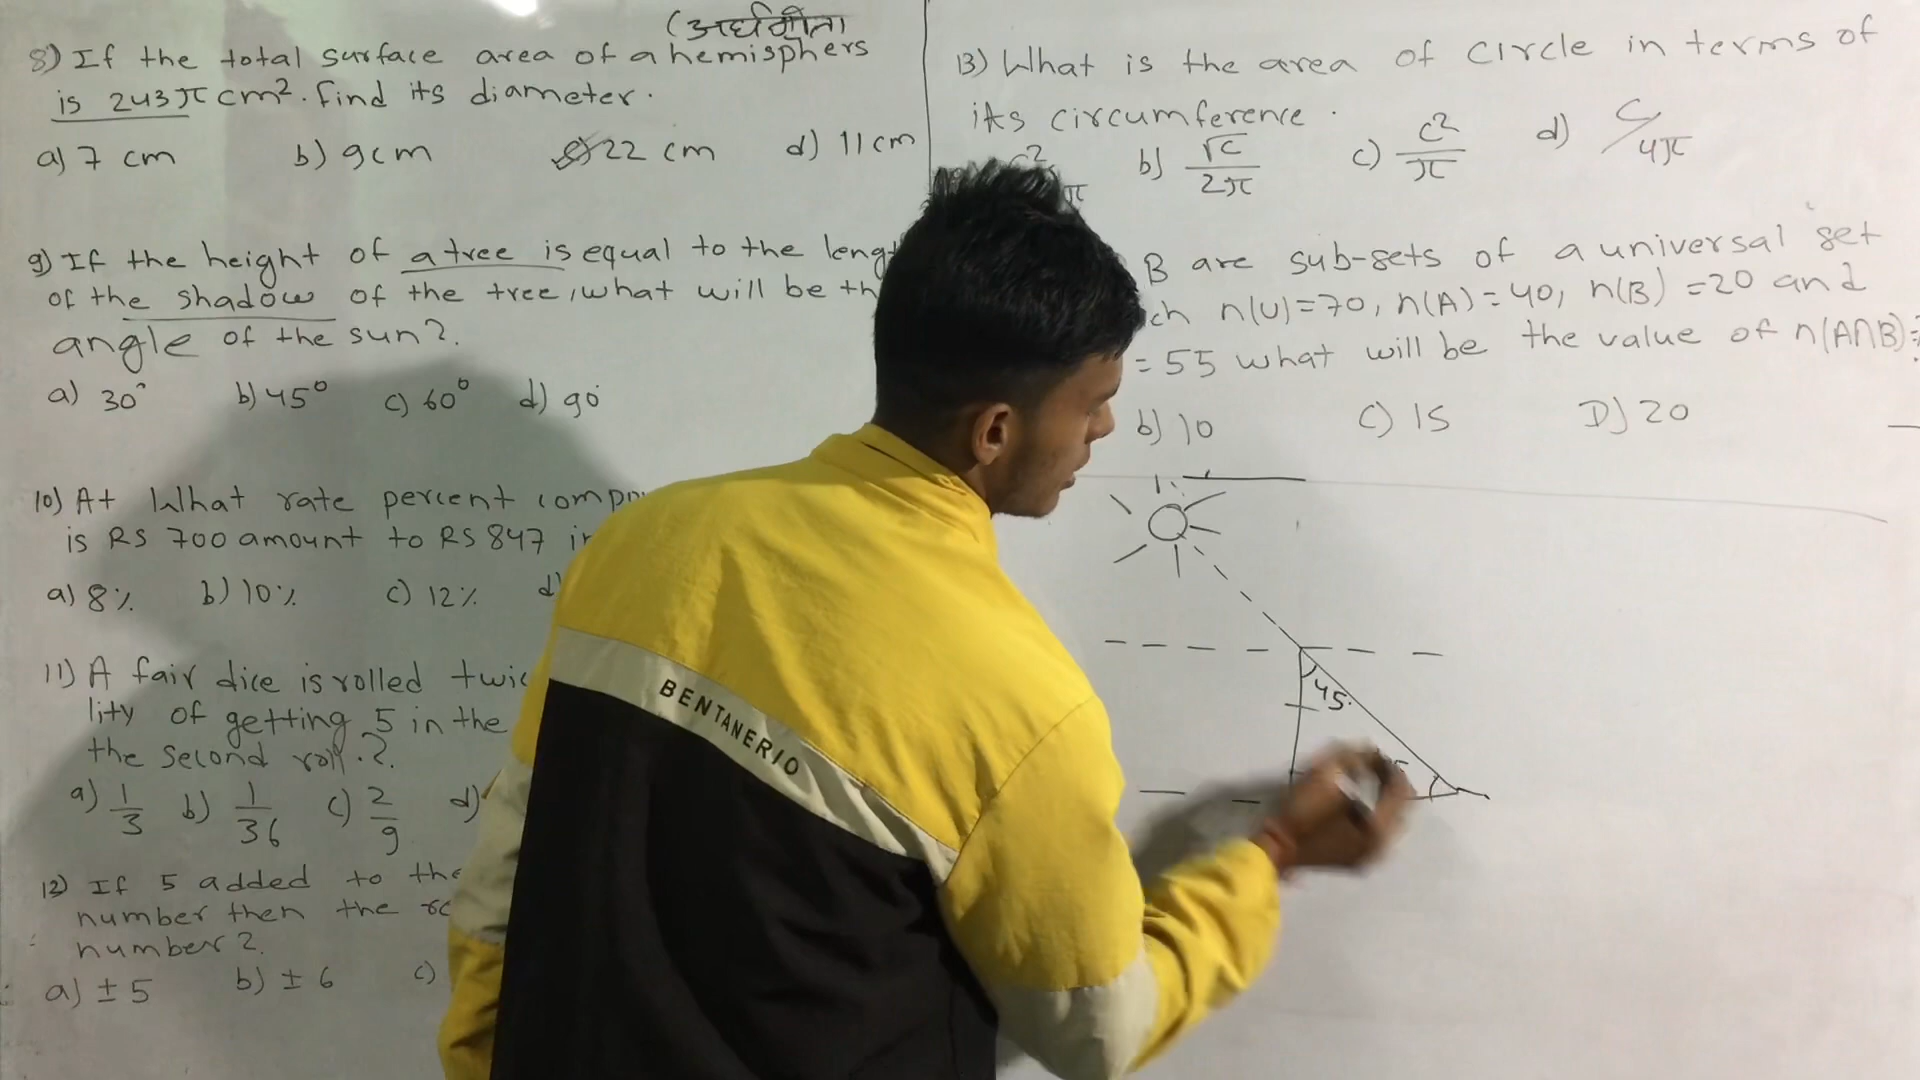 (अर्धगोला
8) If the total surface area of a hemisphers
is 243π cm². find its diameter.
a) 7 cm b) 9cm c) 22 cm d) 11cm
9) If the height of a tree is equal to the lengt
of the shadow of the tree, what will be th
angle of the sun?.
a) 30° b) 45° c) 60° d) 90°
10) At What rate percent compo
is RS 700 amount to RS 847 in
a) 8% b) 10% c) 12% d)
11) A fair dice is rolled twic
lity of getting 5 in the
the second roll.?.
a) 1/3 b) 1/36 c) 2/9 d)
12) If 5 added to the
number then the
number?.
a) ± 5 b) ± 6 c)
13) What is the area of circle in terms of
its circumference.
c² π b) √c/2π c) c²/π d) c/4π
B are sub-sets of a universal set
ch n(U)=70, n(A)=40, n(B)=20 and
=55 what will be the value of n(A∩B)=?
b) 10 c) 15 D) 20
45°
BENTANERIO